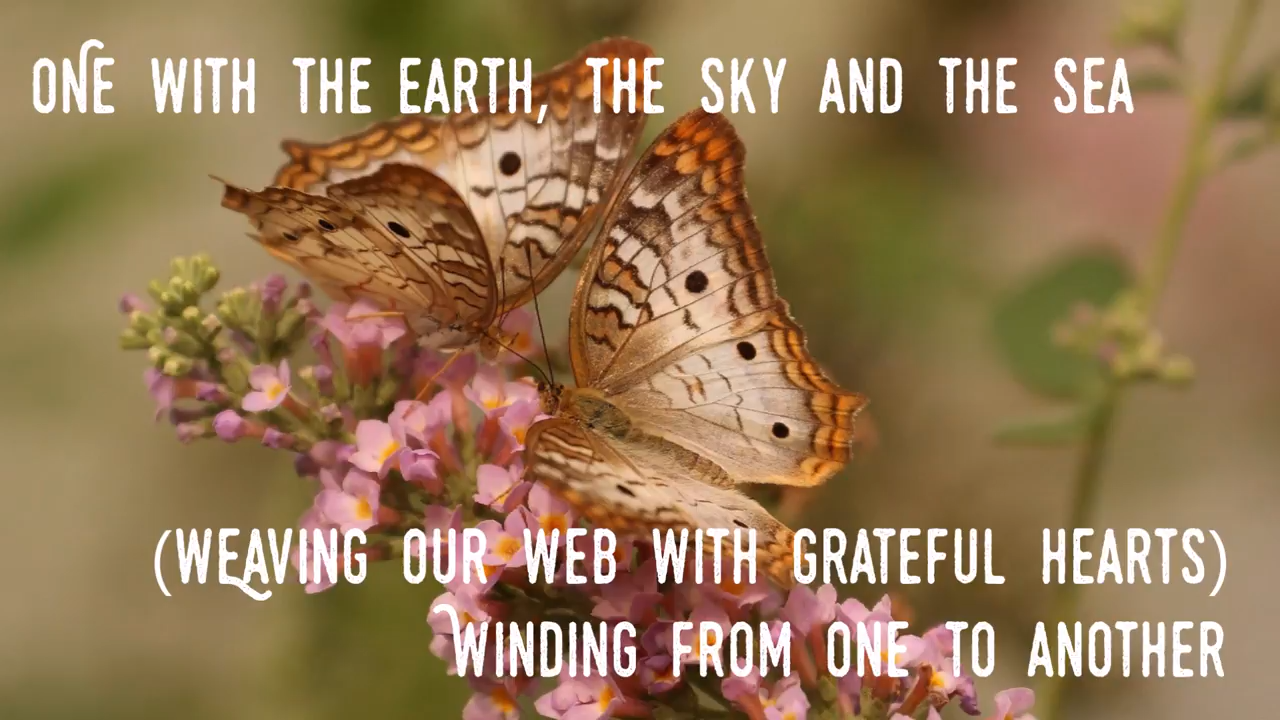 ONE WITH THE EARTH, THE SKY AND THE SEA
(WEAVING OUR WEB WITH GRATEFUL HEARTS)
WINDING FROM ONE TO ANOTHER